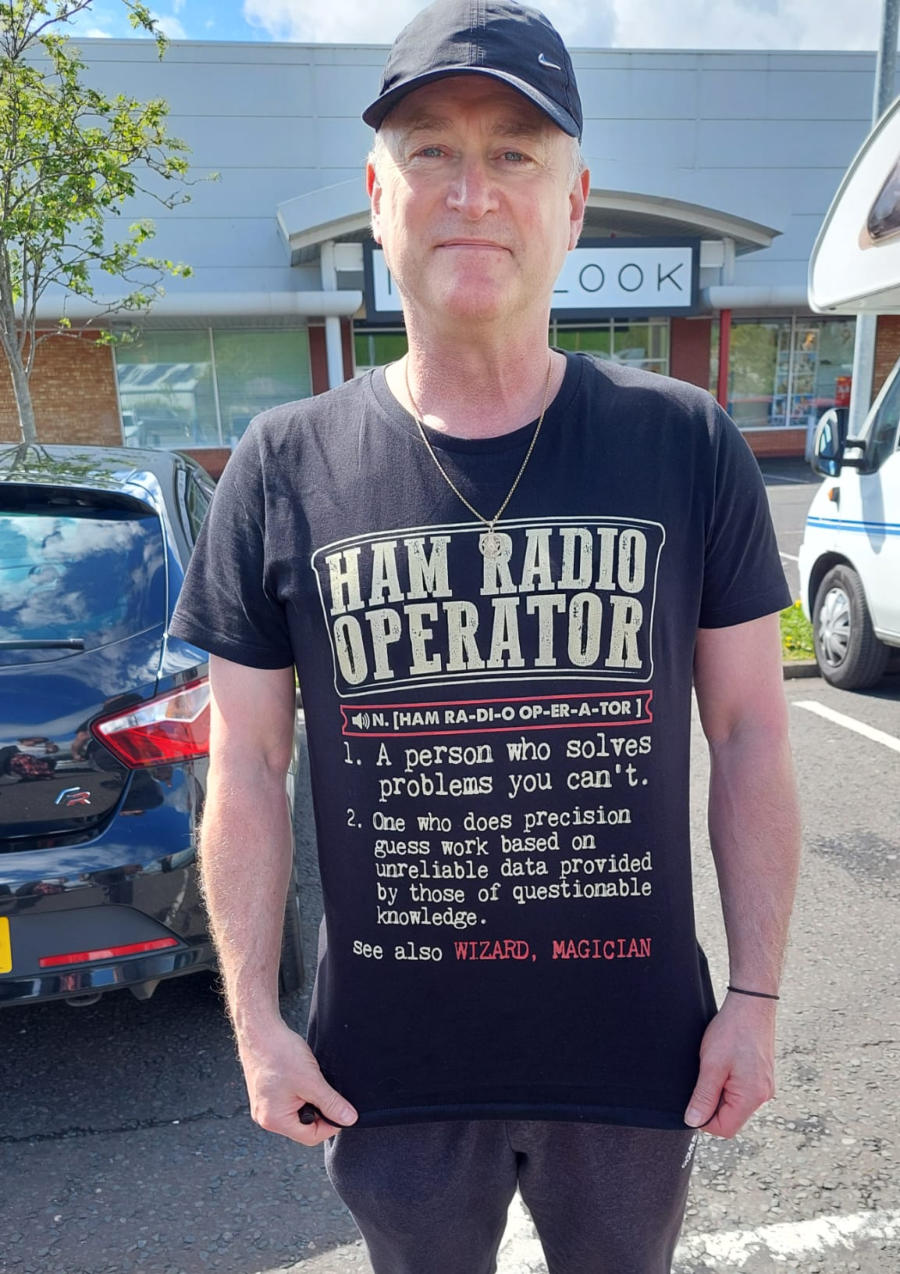 LOOK
HAM RADIO
OPERATOR
N. [HAM RA-DI-O OP-ER-A-TOR ]
1. A person who solves
problems you can't.
2. One who does precision
guess work based on
unreliable data provided
by those of questionable
knowledge.
see also WIZARD, MAGICIAN
FR